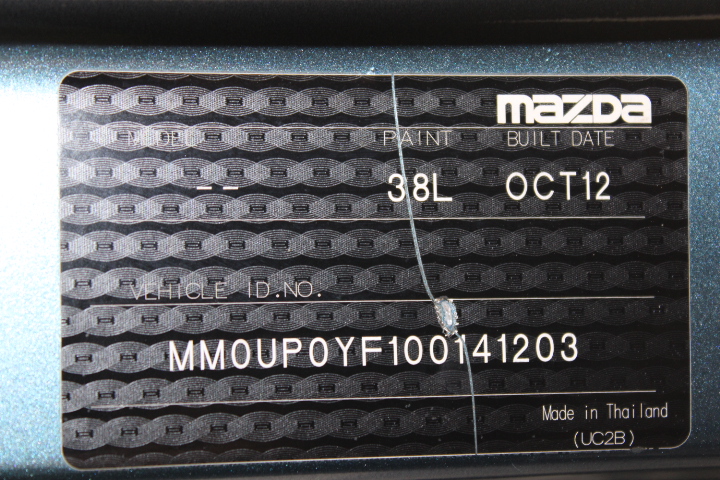 mazda
MODEL PAINT BUILT DATE
-- 38L OCT12
VEHICLE ID.NO.
MM0UP0YF100141203
Made in Thailand
(UC2B)